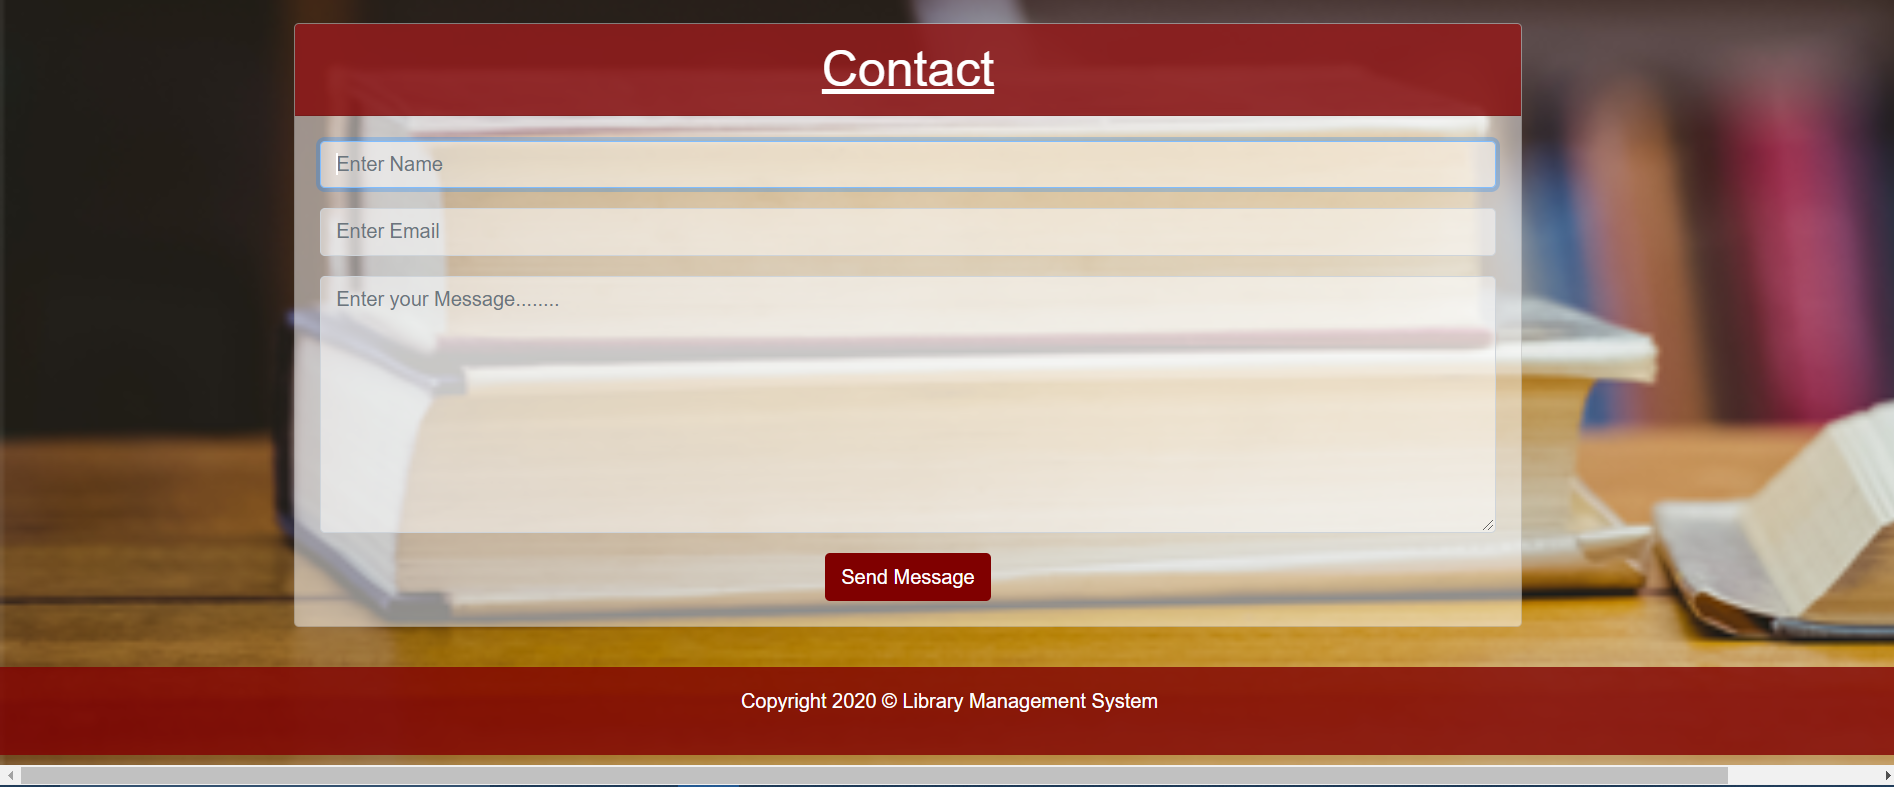 Contact
Enter Name
Enter Email
Enter your Message........
Send Message
Copyright 2020 © Library Management System